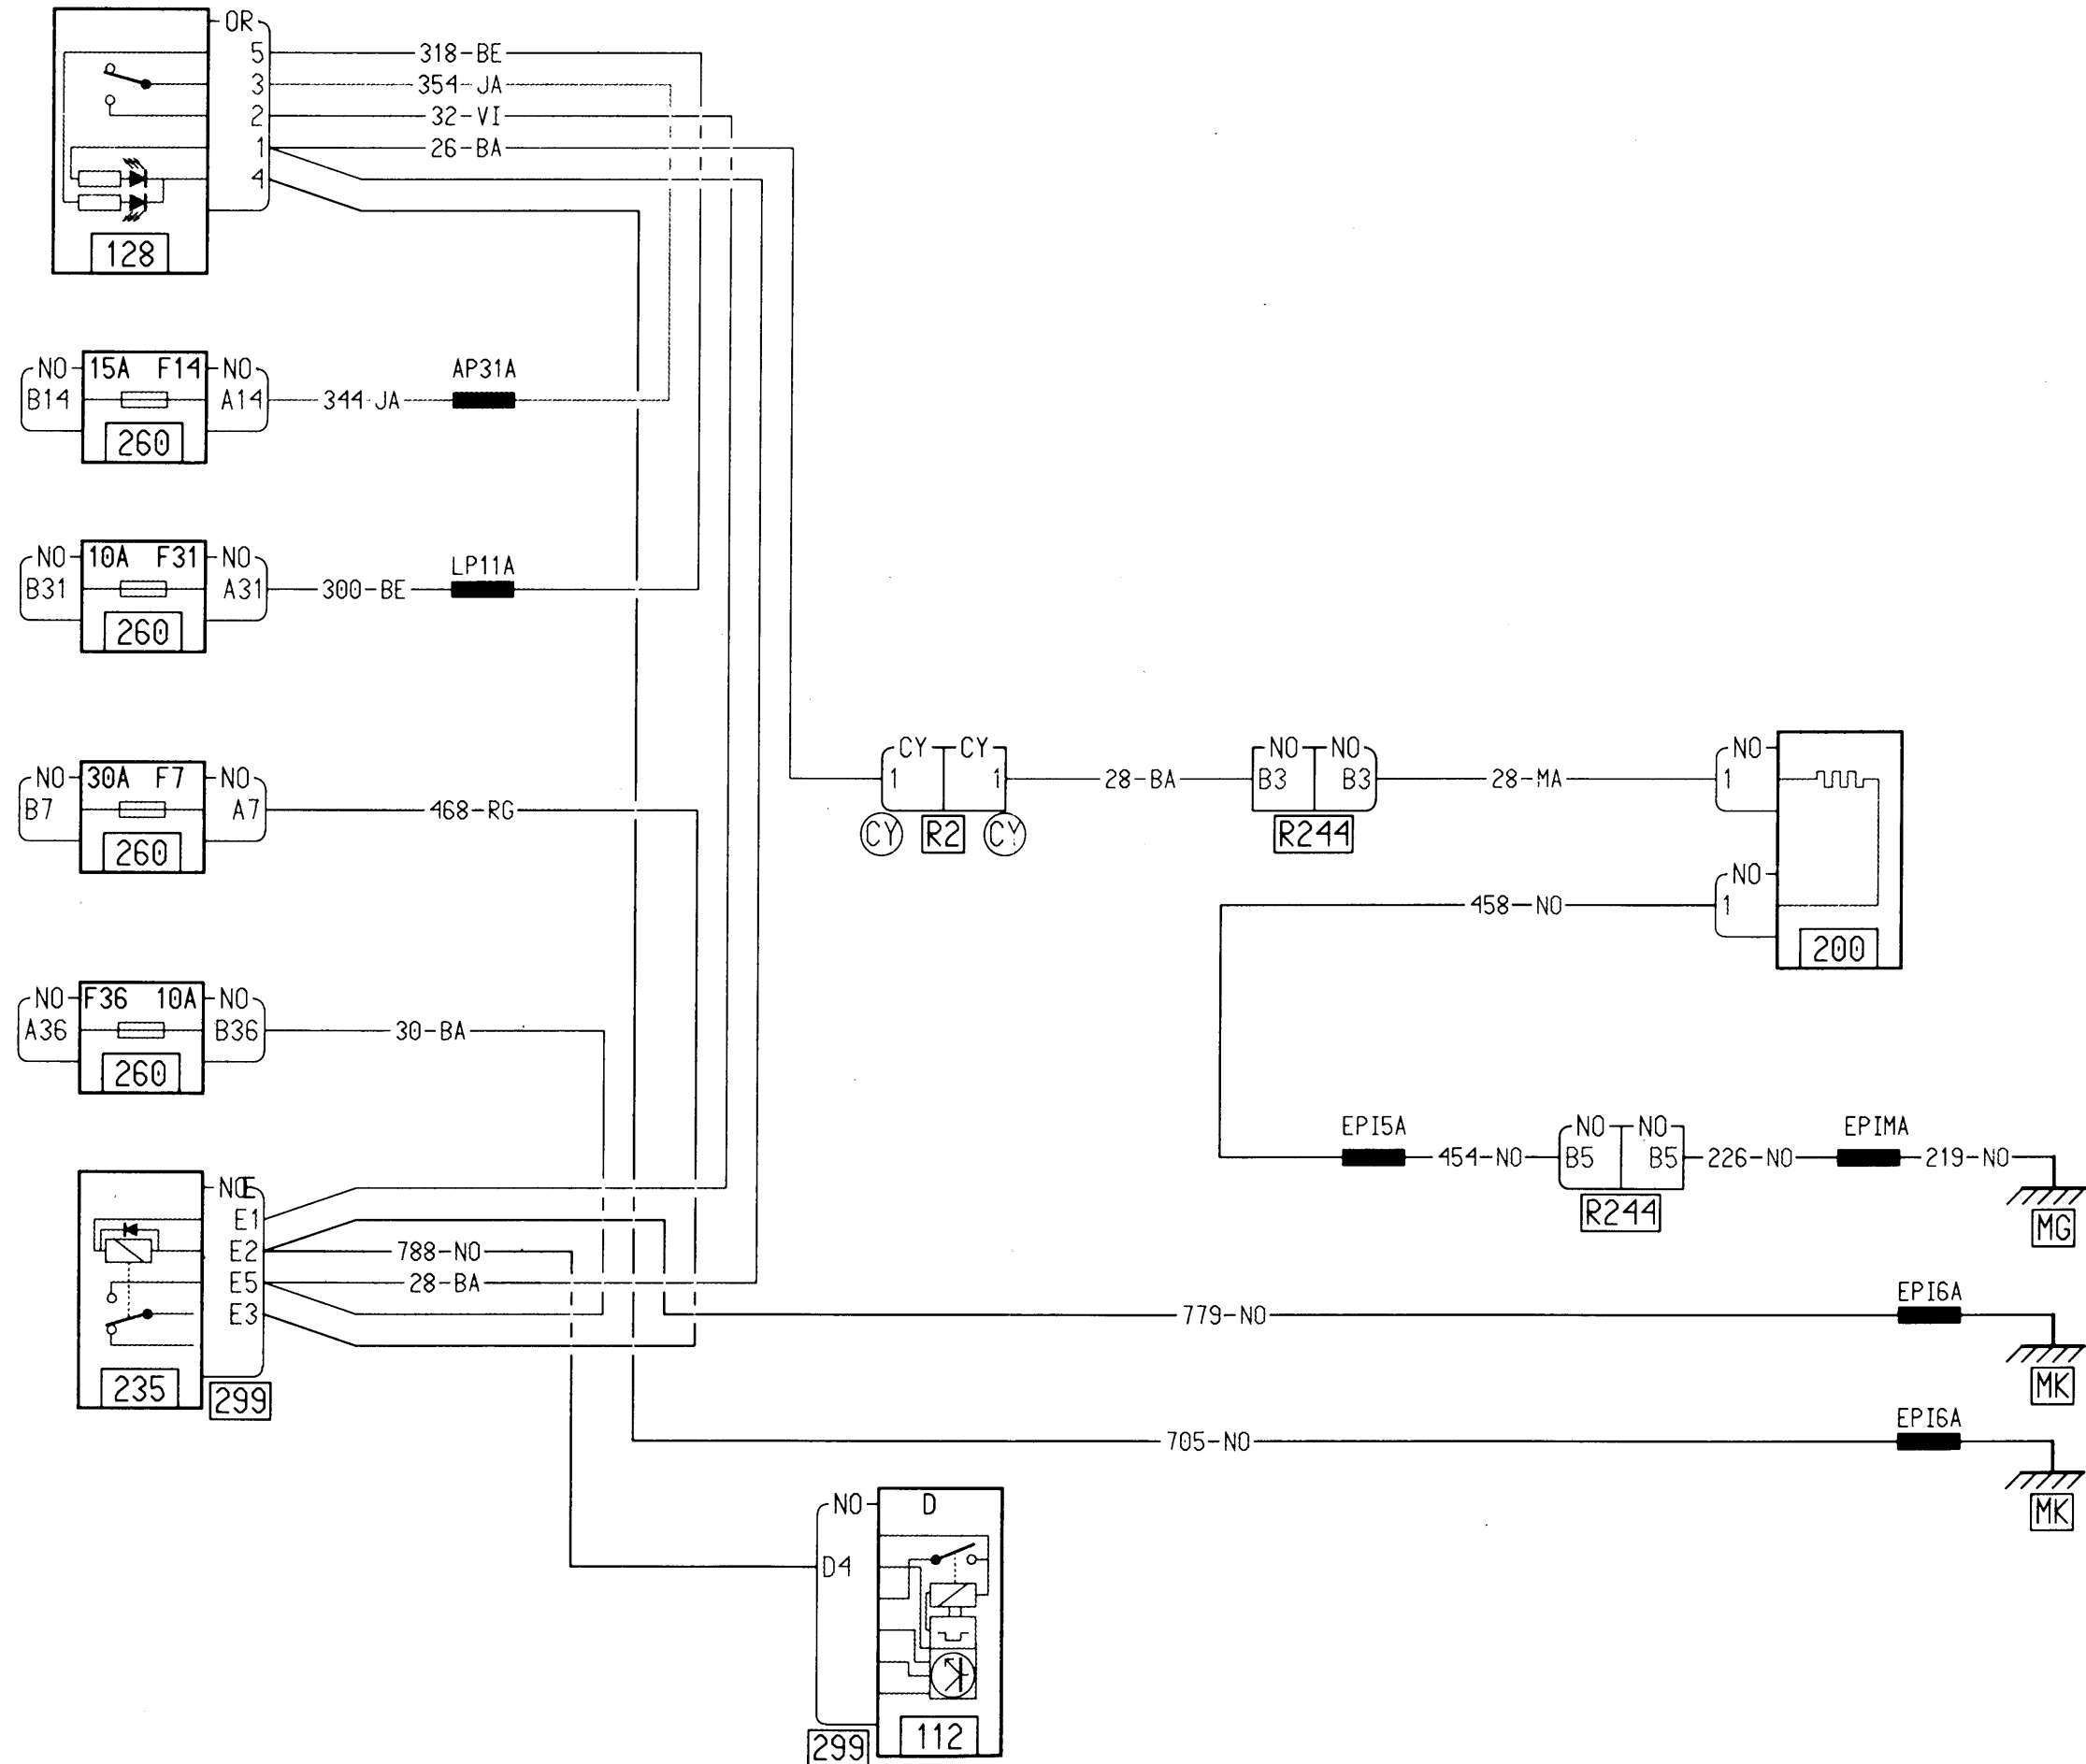 OR
5 318-BE
3 354-JA
2 32-VI
1 26-BA
4
128
NO 15A F14 NO
B14 A14 344-JA AP31A
260
NO 10A F31 NO
B31 A31 300-BE LP11A
260
NO 30A F7 NO
B7 A7 468-RG
260
CY CY
1 1 28-BA
CY R2 CY
NO NO
B3 B3 28-MA
R244
NO
1
NO
458-NO 1
200
NO F36 10A NO
A36 B36 30-BA
260
EPI5A 454-NO
NO NO
B5 B5 226-NO
R244
EPIMA 219-NO
MG
NO E
E1
E2 788-NO
E5 28-BA
E3
235
299
779-NO EPI6A
MK
705-NO EPI6A
MK
NO D
D4
112
299